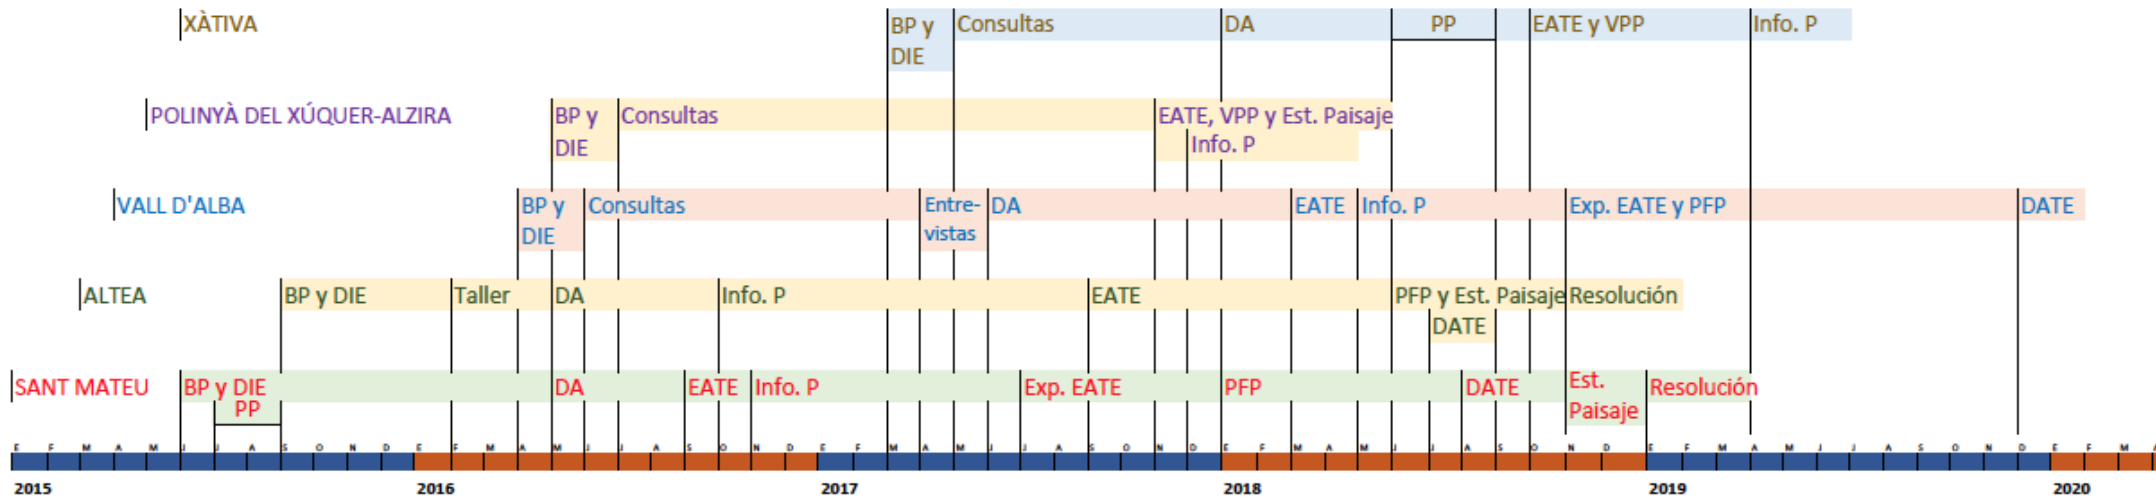 XÀTIVA
BP y
DIE
Consultas
DA
PP
EATE y VPP
Info. P
POLINYÀ DEL XÚQUER-ALZIRA
BP y
DIE
Consultas
EATE, VPP y Est. Paisaje
Info. P
VALL D'ALBA
BP y
DIE
Consultas
Entre-
vistas
DA
EATE
Info. P
Exp. EATE y PFP
DATE
ALTEA
BP y DIE
Taller
DA
Info. P
EATE
PFP y Est. Paisaje
DATE
Resolución
SANT MATEU
BP y DIE
PP
DA
EATE
Info. P
Exp. EATE
PFP
DATE
Est.
Paisaje
Resolución
E F M A M J J A S O N D E F M A M J J A S O N D E F M A M J J A S O N D E F M A M J J A S O N D E F M A M J J A S O N D E F M A
2015 2016 2017 2018 2019 2020